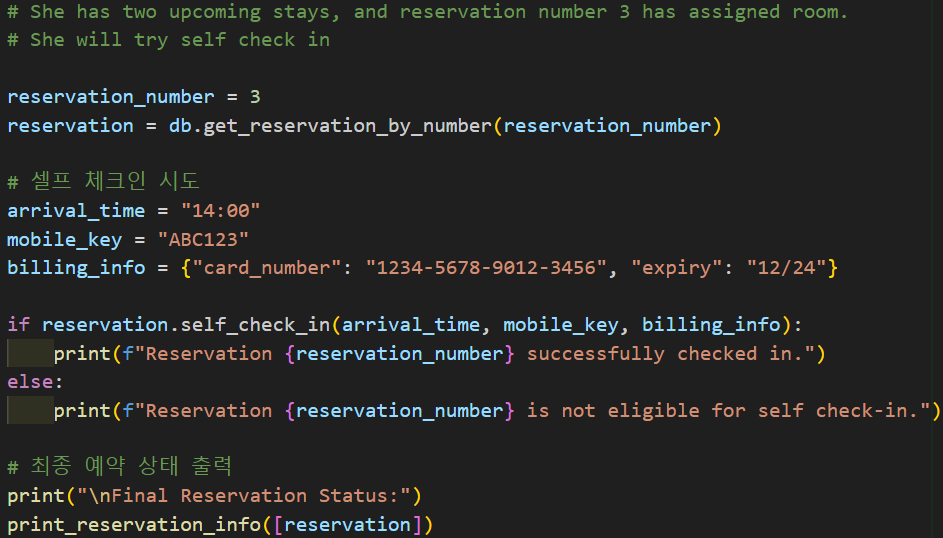 # She has two upcoming stays, and reservation number 3 has assigned room.
# She will try self check in
reservation_number = 3
reservation = db.get_reservation_by_number(reservation_number)
# 셀프 체크인 시도
arrival_time = "14:00"
mobile_key = "ABC123"
billing_info = {"card_number": "1234-5678-9012-3456", "expiry": "12/24"}
if reservation.self_check_in(arrival_time, mobile_key, billing_info):
    print(f"Reservation {reservation_number} successfully checked in.")
else:
    print(f"Reservation {reservation_number} is not eligible for self check-in.")
# 최종 예약 상태 출력
print("\nFinal Reservation Status:")
print_reservation_info([reservation])